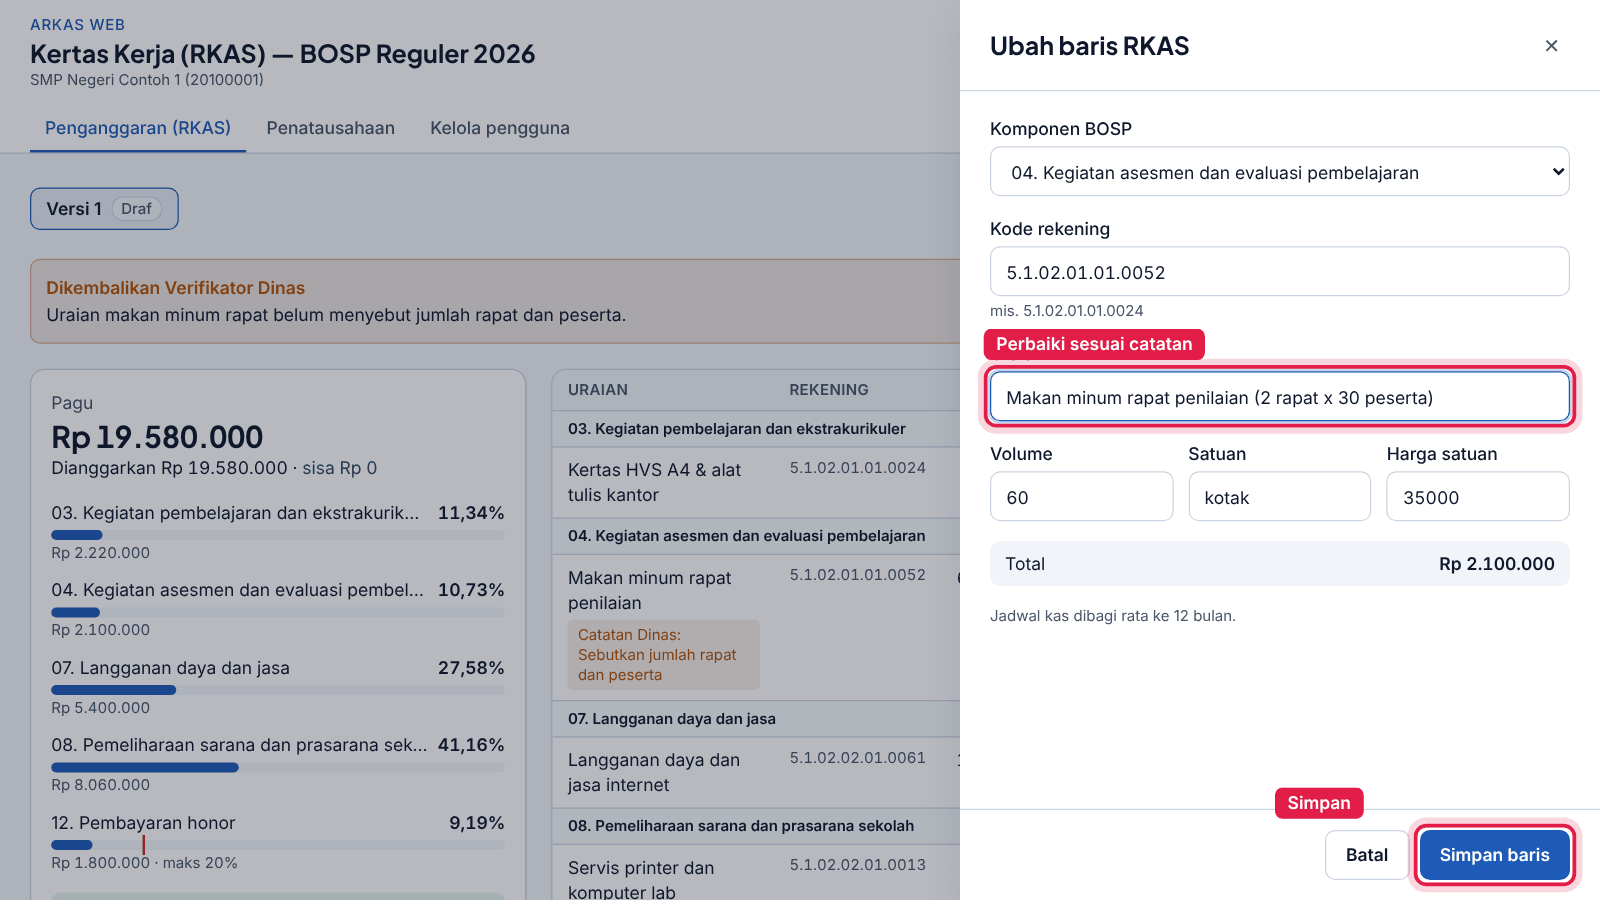 ARKAS WEB
Kertas Kerja (RKAS) — BOSP Reguler 2026
SMP Negeri Contoh 1 (20100001)
Penganggaran (RKAS)
Penatausahaan
Kelola pengguna
Versi 1 Draf
Dikembalikan Verifikator Dinas
Uraian makan minum rapat belum menyebut jumlah rapat dan peserta.
Pagu
Rp 19.580.000
Dianggarkan Rp 19.580.000 · sisa Rp 0
03. Kegiatan pembelajaran dan ekstrakurik... 11,34%
Rp 2.220.000
04. Kegiatan asesmen dan evaluasi pembel... 10,73%
Rp 2.100.000
07. Langganan daya dan jasa 27,58%
Rp 5.400.000
08. Pemeliharaan sarana dan prasarana sek... 41,16%
Rp 8.060.000
12. Pembayaran honor 9,19%
Rp 1.800.000 · maks 20%
URAIAN REKENING
03. Kegiatan pembelajaran dan ekstrakurikuler
Kertas HVS A4 & alat 5.1.02.01.01.0024
tulis kantor
04. Kegiatan asesmen dan evaluasi pembelajaran
Makan minum rapat 5.1.02.01.01.0052
penilaian
Catatan Dinas:
Sebutkan jumlah rapat
dan peserta
07. Langganan daya dan jasa
Langganan daya dan 5.1.02.02.01.0061
jasa internet
08. Pemeliharaan sarana dan prasarana sekolah
Servis printer dan 5.1.02.02.01.0013
komputer lab
Ubah baris RKAS
×
Komponen BOSP
04. Kegiatan asesmen dan evaluasi pembelajaran
Kode rekening
5.1.02.01.01.0052
mis. 5.1.02.01.01.0024
Perbaiki sesuai catatan
Makan minum rapat penilaian (2 rapat x 30 peserta)
Volume Satuan Harga satuan
60 kotak 35000
Total Rp 2.100.000
Jadwal kas dibagi rata ke 12 bulan.
Simpan
Batal Simpan baris